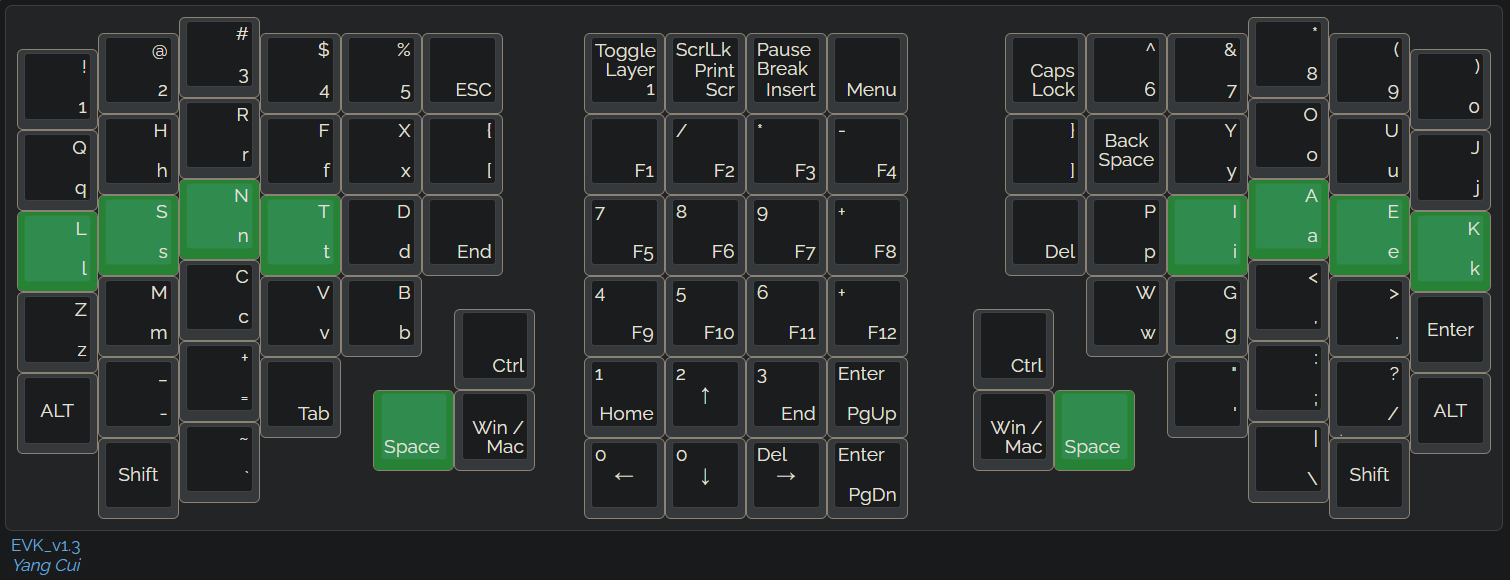 ! 1
@ 2
# 3
$ 4
% 5
ESC
Q q
H h
R r
F f
X x
{ [
L l
S s
N n
T t
D d
End
Z z
M m
C c
V v
B b
Ctrl
ALT
_ -
+ =
Tab
Space
Win / Mac
Shift
~ `
Toggle Layer 1
ScrlLk Print Scr
Pause Break Insert
Menu
F1
/ F2
* F3
- F4
7 F5
8 F6
9 F7
+ F8
4 F9
5 F10
6 F11
+ F12
1 Home
2 ↑
3 End
Enter PgUp
0 ←
0 ↓
Del →
Enter PgDn
Caps Lock
^ 6
& 7
* 8
( 9
) 0
} ]
Back Space
Y y
O o
U u
J j
Del
P p
I i
A a
E e
K k
Ctrl
W w
G g
< ,
> .
Enter
Win / Mac
Space
" '
: ;
? /
ALT
| \
Shift
EVK_v1.3
Yang Cui